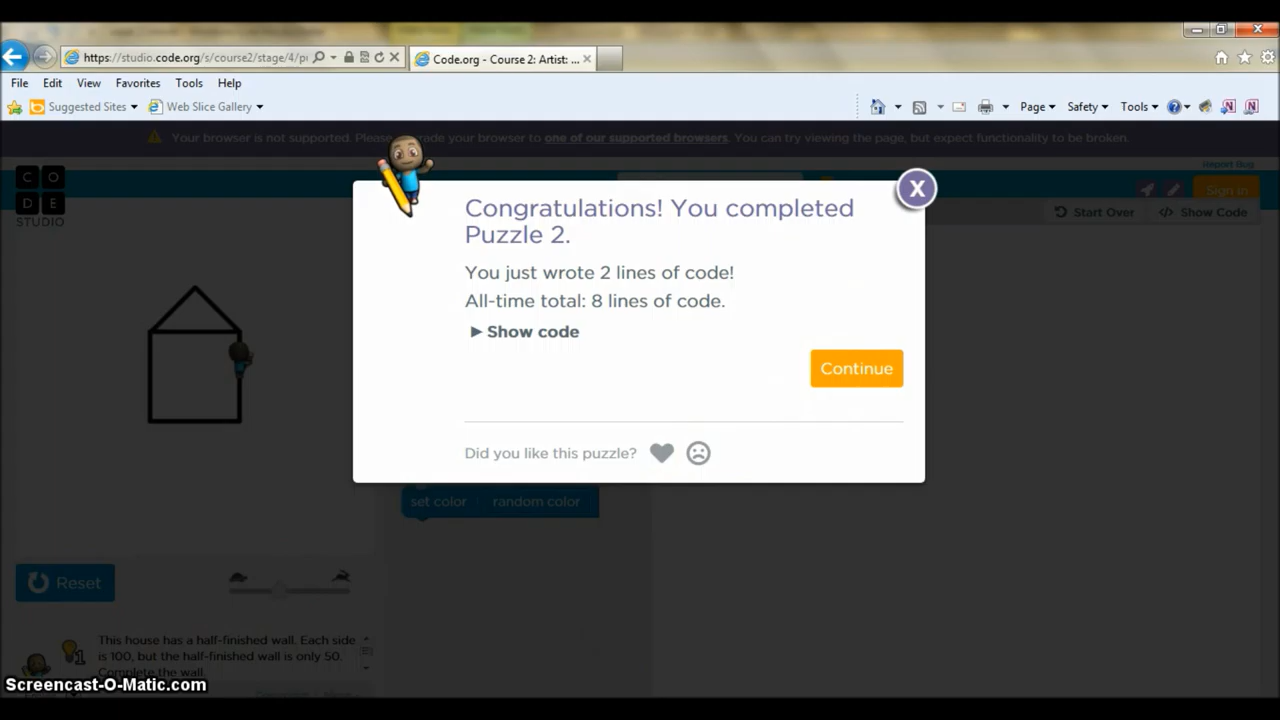 https://studio.code.org/s/course2/stage/4/p
Code.org - Course 2: Artist: ...
File Edit View Favorites Tools Help
Suggested Sites Web Slice Gallery
Page Safety Tools
Your browser is not supported. Please upgrade your browser to one of our supported browsers. You can try viewing the page, but expect functionality to be broken.
Report Bug
C O
D E
STUDIO
Sign in
Start Over </> Show Code
X
Congratulations! You completed
Puzzle 2.
You just wrote 2 lines of code!
All-time total: 8 lines of code.
Show code
Continue
Did you like this puzzle?
set color random color
Reset
1
This house has a half-finished wall. Each side
is 100, but the half-finished wall is only 50.
Complete the wall.
Screencast-O-Matic.com